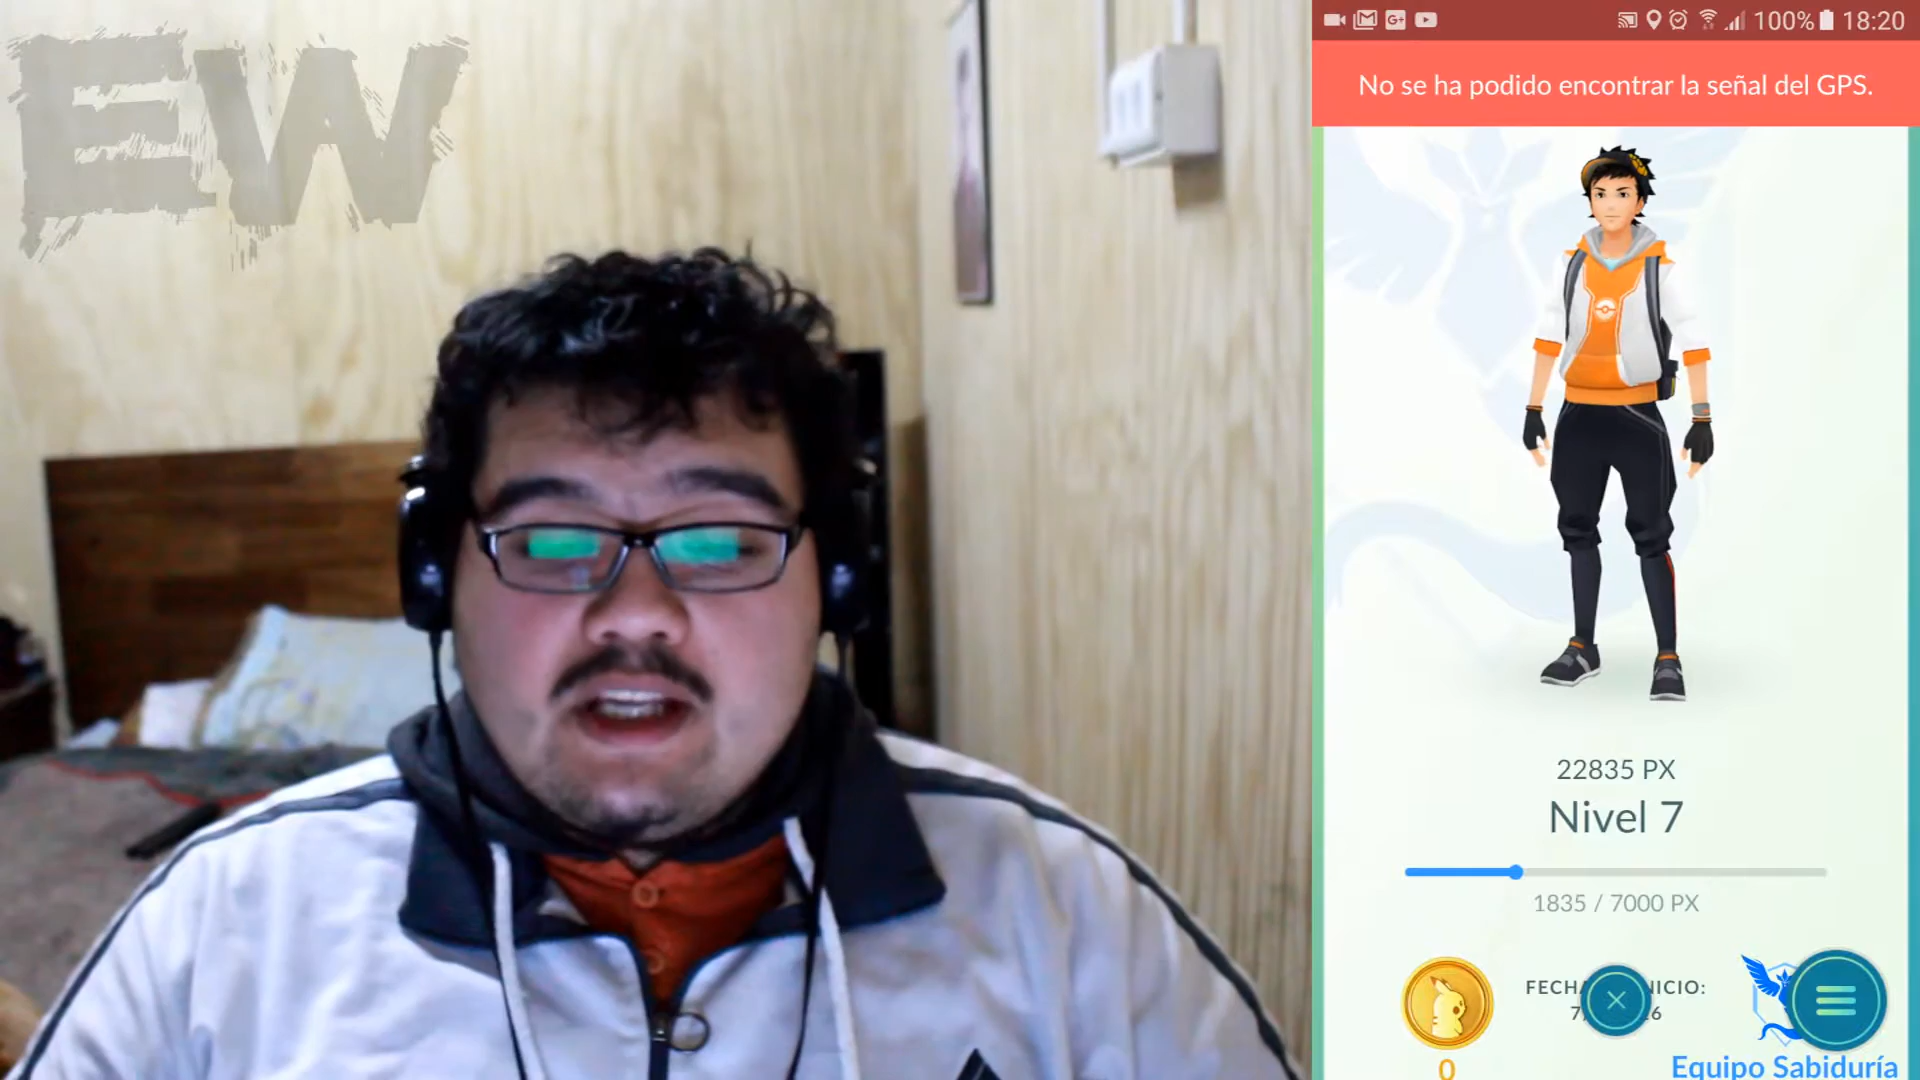 EW
100% 18:20
No se ha podido encontrar la señal del GPS.
22835 PX
Nivel 7
1835 / 7000 PX
0
Equipo Sabiduría